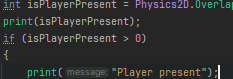 int isPlayerPresent = Physics2D.Overlap
print(isPlayerPresent);
if (isPlayerPresent > 0)
{
print( message: "Player present");